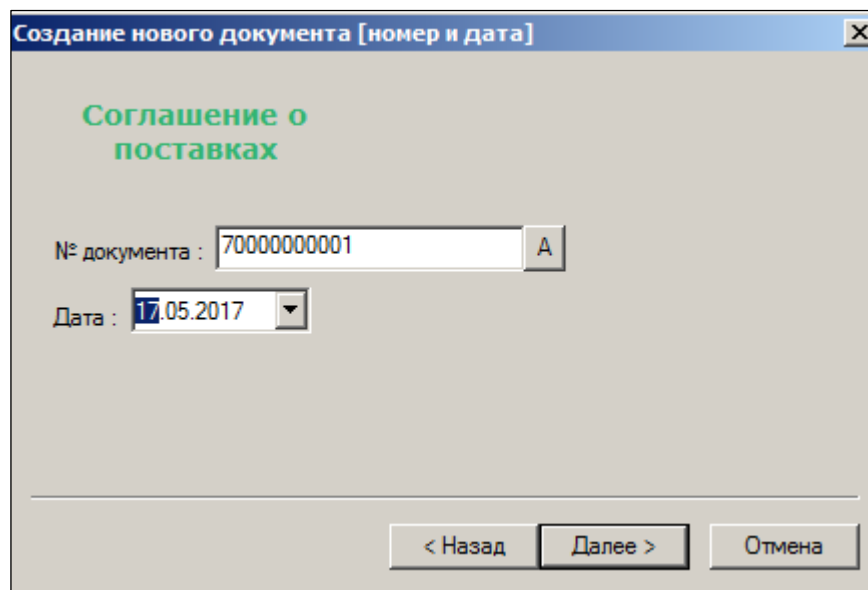 Создание нового документа [номер и дата]
Соглашение о
поставках
№ документа : 70000000001 А
Дата : 17.05.2017
< Назад Далее > Отмена